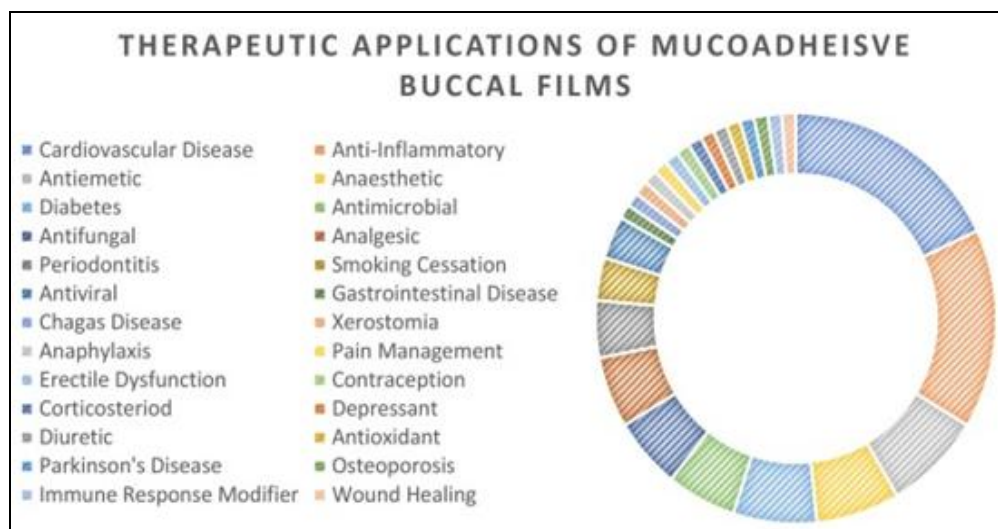 THERAPEUTIC APPLICATIONS OF MUCOADHEISVE
BUCCAL FILMS
Cardiovascular Disease
Anti-Inflammatory
Antiemetic
Anaesthetic
Diabetes
Antimicrobial
Antifungal
Analgesic
Periodontitis
Smoking Cessation
Antiviral
Gastrointestinal Disease
Chagas Disease
Xerostomia
Anaphylaxis
Pain Management
Erectile Dysfunction
Contraception
Corticosteriod
Depressant
Diuretic
Antioxidant
Parkinson's Disease
Osteoporosis
Immune Response Modifier
Wound Healing